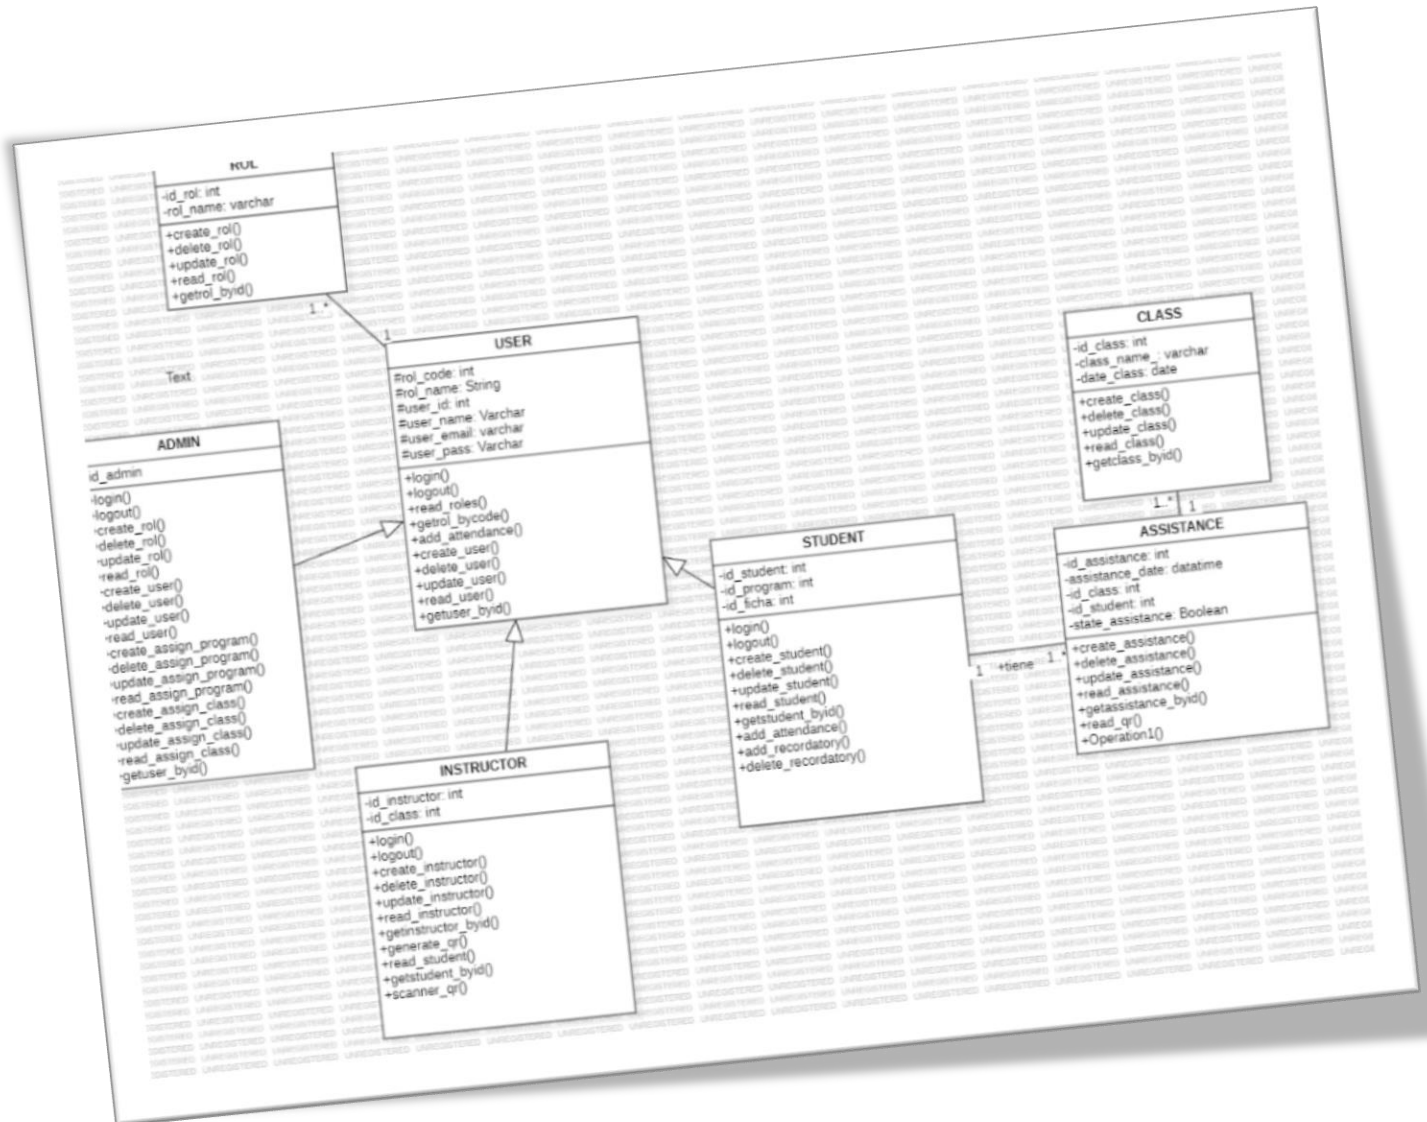 ROL
-id_rol: int
-rol_name: varchar
+create_rol()
+delete_rol()
+update_rol()
+read_rol()
+getrol_byid()
1..*
1
USER
#rol_code: int
#rol_name: String
#user_id: int
#user_name: Varchar
#user_email: varchar
#user_pass: Varchar
+login()
+logout()
+read_roles()
+getrol_bycode()
+add_attendance()
+create_user()
+delete_user()
+update_user()
+read_user()
+getuser_byid()
Text
ADMIN
id_admin
-login()
-logout()
-create_rol()
-delete_rol()
-update_rol()
-read_rol()
-create_user()
-delete_user()
-update_user()
-read_user()
-create_assign_program()
-delete_assign_program()
-update_assign_program()
-read_assign_program()
-create_assign_class()
-delete_assign_class()
-update_assign_class()
-read_assign_class()
-getuser_byid()
INSTRUCTOR
-id_instructor: int
-id_class: int
+login()
+logout()
+create_instructor()
+delete_instructor()
+update_instructor()
+read_instructor()
+getinstructor_byid()
+generate_qr()
+read_student()
+getstudent_byid()
+scanner_qr()
STUDENT
-id_student: int
-id_program: int
-id_ficha: int
+login()
+logout()
+create_student()
+delete_student()
+update_student()
+read_student()
+getstudent_byid()
+add_attendance()
+add_recordatory()
+delete_recordatory()
1 +tiene 1..*
CLASS
-id_class: int
-class_name_: varchar
-date_class: date
+create_class()
+delete_class()
+update_class()
+read_class()
+getclass_byid()
1..* 1
ASSISTANCE
-id_assistance: int
-assistance_date: datatime
-id_class: int
-id_student: int
-state_assistance: Boolean
+create_assistance()
+delete_assistance()
+update_assistance()
+read_assistance()
+getassistance_byid()
+read_qr()
+Operation1()
UNREGISTERED